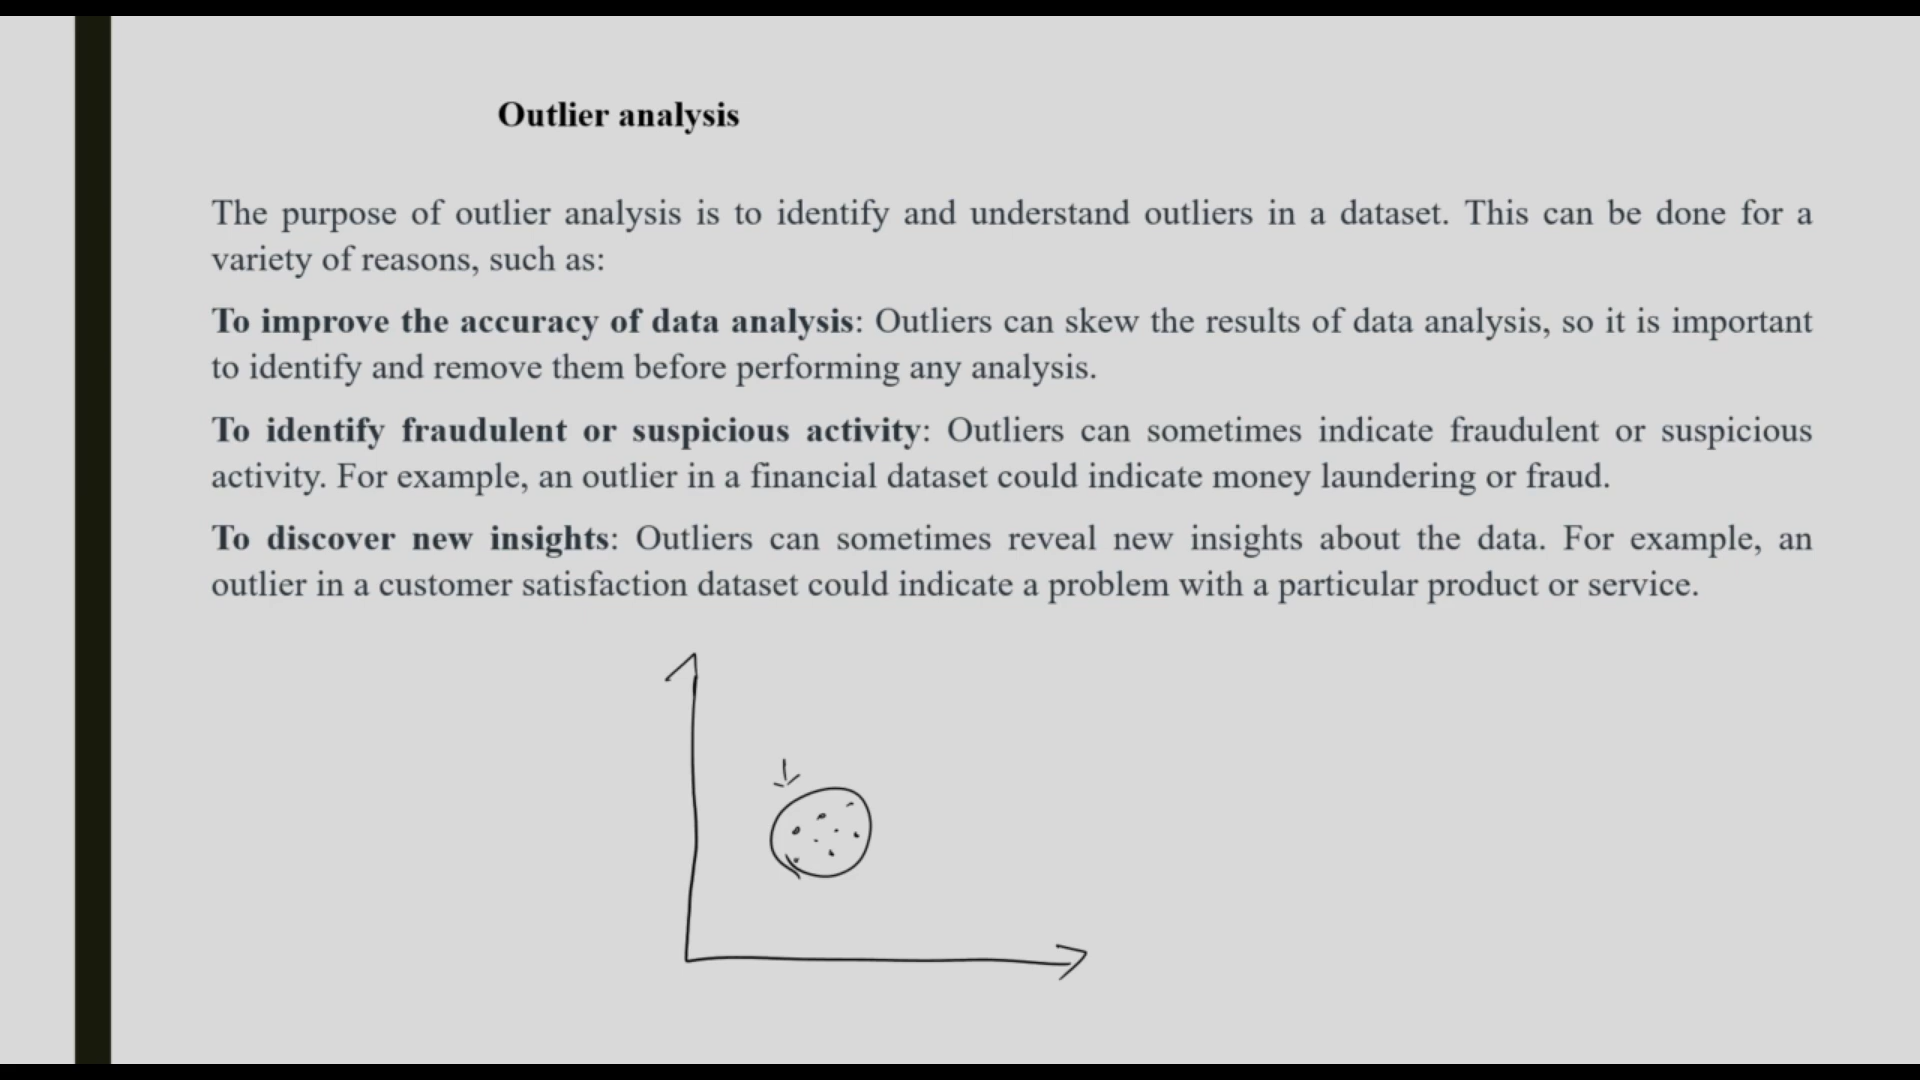 Outlier analysis
The purpose of outlier analysis is to identify and understand outliers in a dataset. This can be done for a
variety of reasons, such as:
To improve the accuracy of data analysis: Outliers can skew the results of data analysis, so it is important
to identify and remove them before performing any analysis.
To identify fraudulent or suspicious activity: Outliers can sometimes indicate fraudulent or suspicious
activity. For example, an outlier in a financial dataset could indicate money laundering or fraud.
To discover new insights: Outliers can sometimes reveal new insights about the data. For example, an
outlier in a customer satisfaction dataset could indicate a problem with a particular product or service.